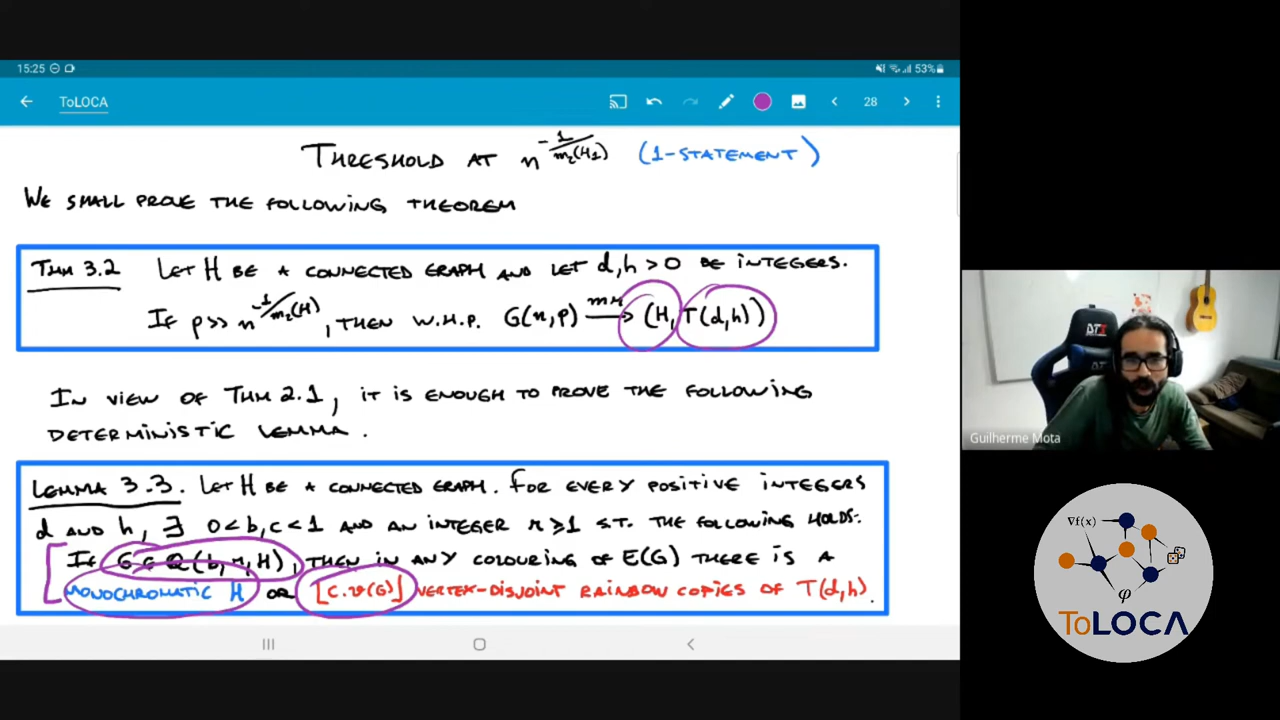 15:25
53%
ToLOCA
28
THRESHOLD AT n^{-1/m₂(H₁)} (1-STATEMENT)
WE SHALL PROVE THE FOLLOWING THEOREM
THM 3.2 LET H BE A CONNECTED GRAPH AND LET d,h>0 BE INTEGERS.
IF p>> n^{-1/m₂(H)}, THEN W.H.P. G(n,p) → (H, T(d,h))
IN VIEW OF THM 2.1, IT IS ENOUGH TO PROVE THE FOLLOWING
DETERMINISTIC LEMMA.
LEMMA 3.3. LET H BE A CONNECTED GRAPH. FOR EVERY POSITIVE INTEGERS
d AND h, ∃ 0<b,c<1 AND AN INTEGER r≥1 S.T. THE FOLLOWING HOLDS:
IF G∈ (b,r,H), THEN IN ANY COLOURING OF E(G) THERE IS A
MONOCHROMATIC H OR ⌊c.v(G)⌋ VERTEX-DISJOINT RAINBOW COPIES OF T(d,h).
Guilherme Mota
DTX
∇f(x)
φ
ToLOCA